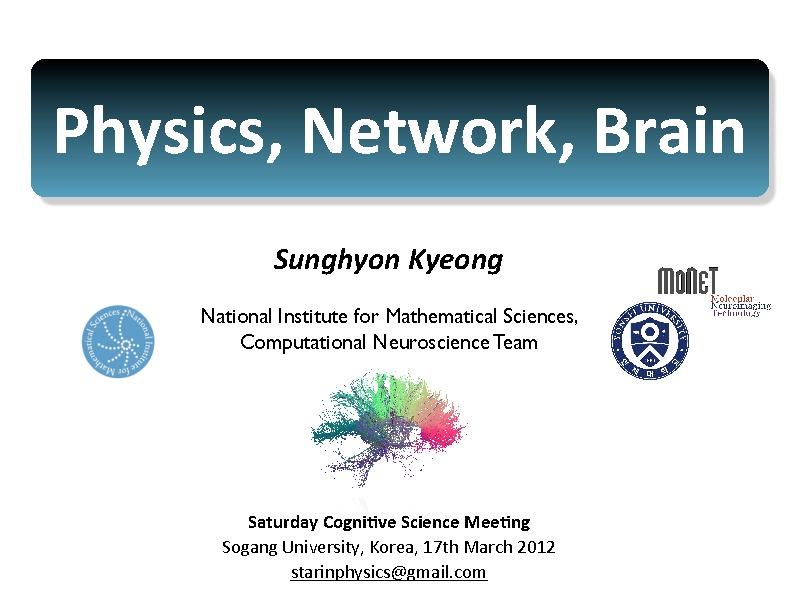 Physics, Network, Brain
Sunghyon Kyeong
National Institute for Mathematical Sciences,
Computational Neuroscience Team
National Institute for Mathematical Sciences
MoNET
Molecular
Neuroimaging
Technology
YONSEI UNIVERSITY
Saturday Cognitive Science Meeting
Sogang University, Korea, 17th March 2012
starinphysics@gmail.com